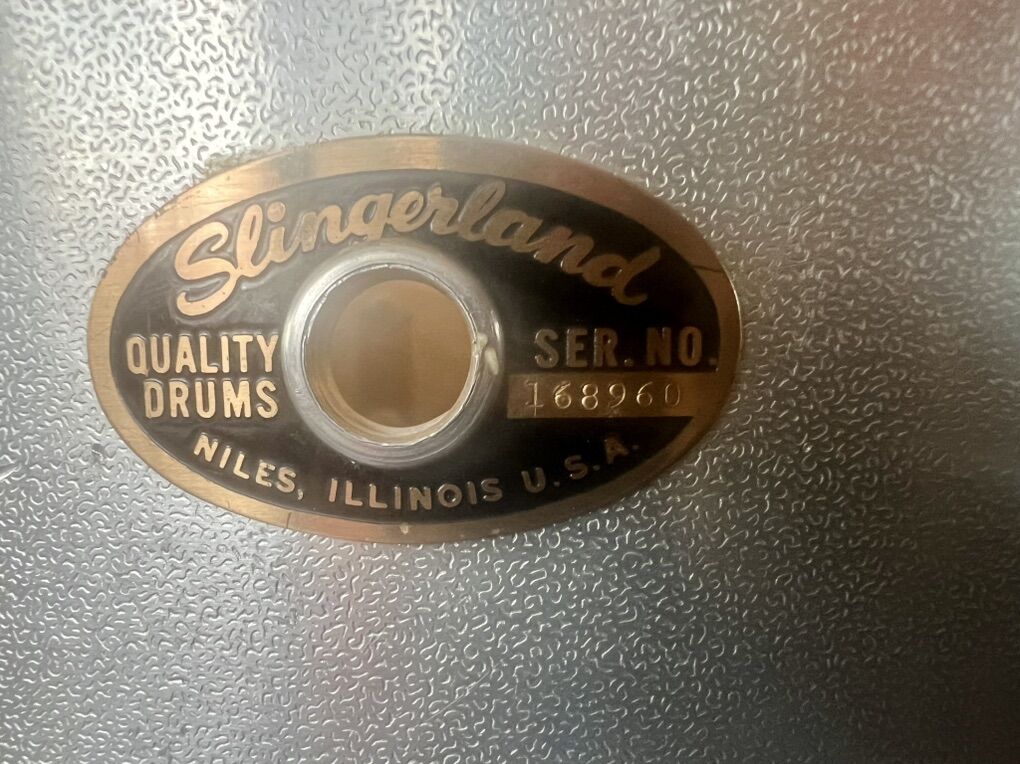 Slingerland
QUALITY
DRUMS
SER. NO.
168960
NILES, ILLINOIS U.S.A.